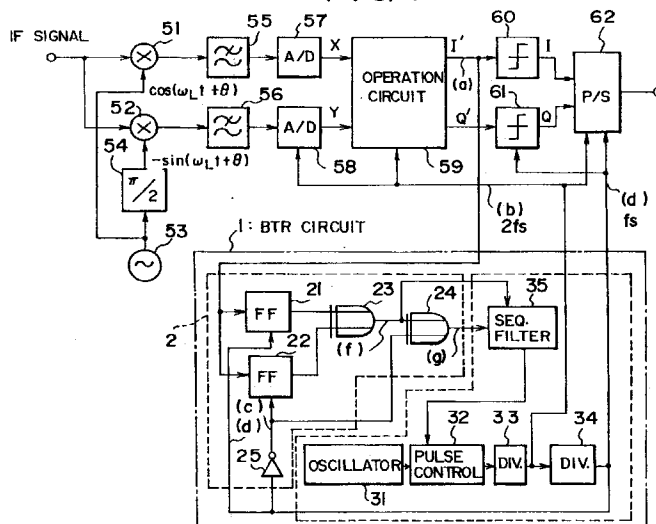 IF SIGNAL
51
55
57
A/D
X
OPERATION
CIRCUIT
I'
(a)
60
I
62
P/S
cos(ωLt+θ)
52
56
A/D
Y
Q'
61
Q
54
π/2
-sin(ωLt+θ)
58
59
(b)
2fs
(d)
fs
53
1: BTR CIRCUIT
2
21
FF
22
FF
23
(f)
24
(g)
35
SEQ.
FILTER
(c)
(d)
25
OSCILLATOR
31
32
PULSE
CONTROL
33
DIV.
34
DIV.